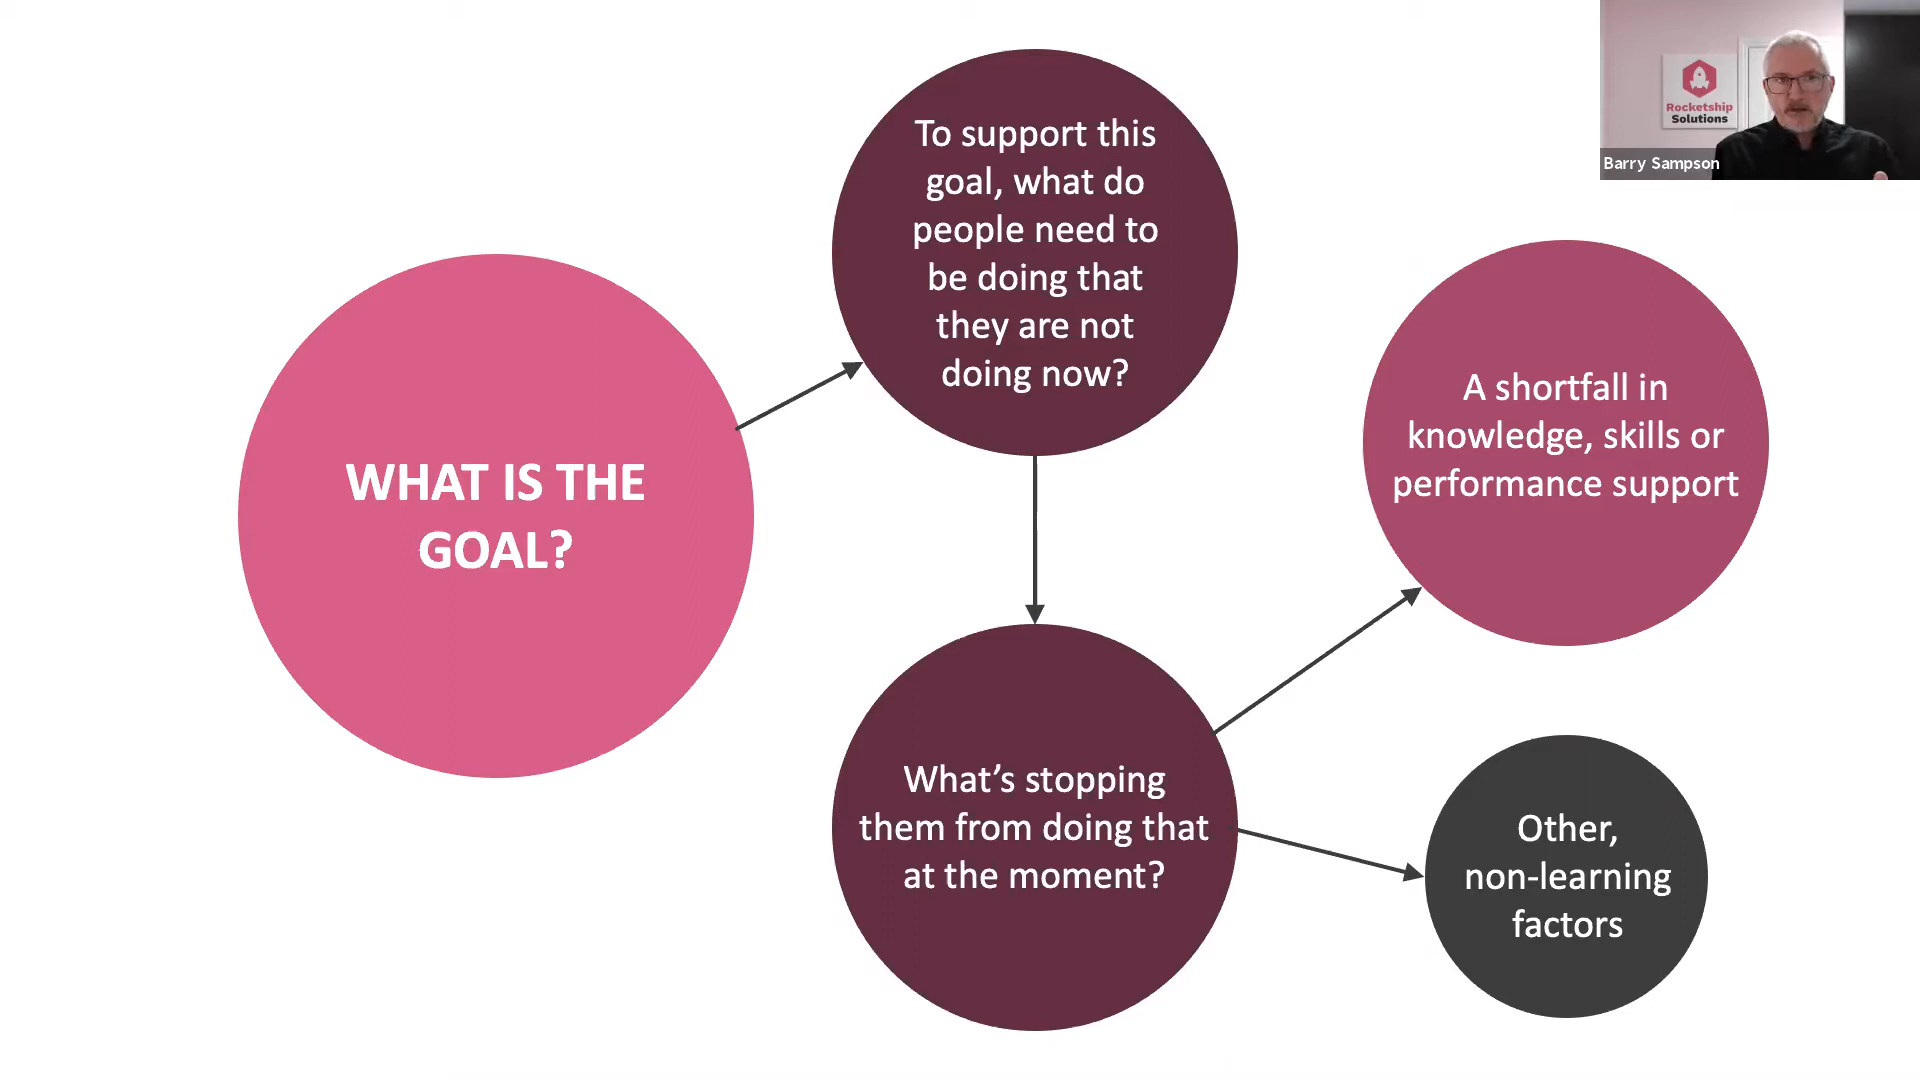 WHAT IS THE
GOAL?
To support this
goal, what do
people need to
be doing that
they are not
doing now?
What’s stopping
them from doing that
at the moment?
A shortfall in
knowledge, skills or
performance support
Other,
non-learning
factors
Rocketship
Solutions
Barry Sampson